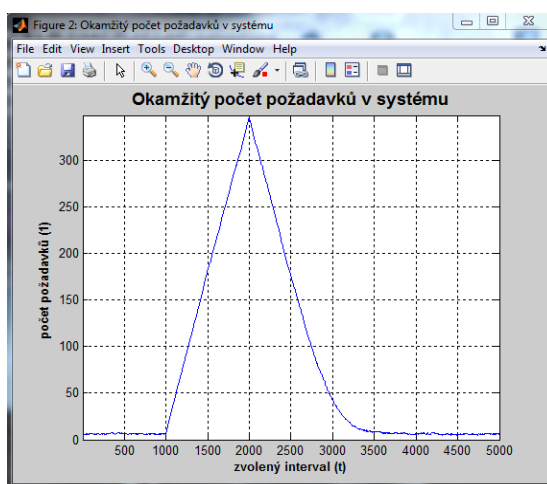 Figure 2: Okamžitý počet požadavků v systému
File Edit View Insert Tools Desktop Window Help
Okamžitý počet požadavků v systému
počet požadavků (1)
300
250
200
150
100
50
0
500 1000 1500 2000 2500 3000 3500 4000 4500 5000
zvolený interval (t)